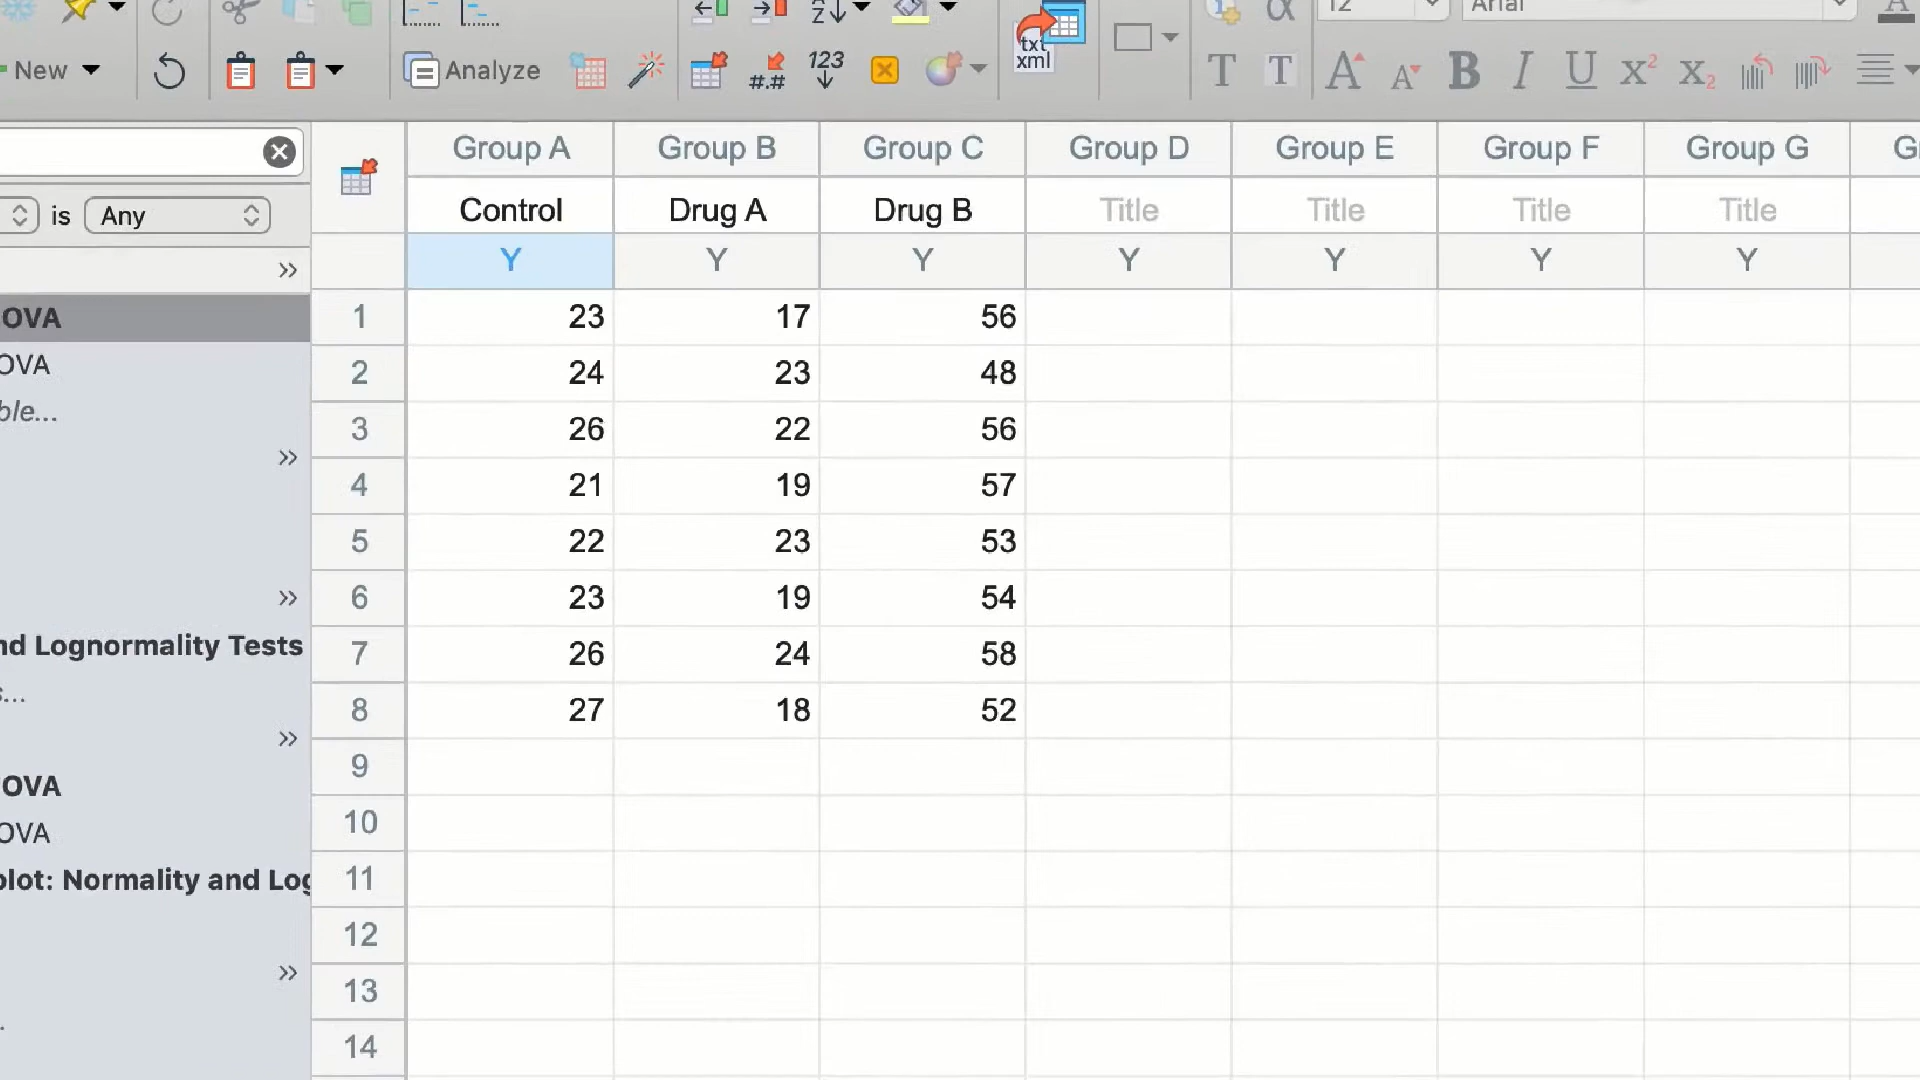 12 Arial
New Analyze #.# 123 txt xml T T A A B I U X² X₂
Group A Group B Group C Group D Group E Group F Group G
is Any
Control Drug A Drug B Title Title Title Title
Y Y Y Y Y Y Y
OVA 1 23 17 56
OVA 2 24 23 48
ble... 3 26 22 56
4 21 19 57
5 22 23 53
6 23 19 54
nd Lognormality Tests 7 26 24 58
s... 8 27 18 52
OVA 9
OVA 10
plot: Normality and Log 11
12
13
14